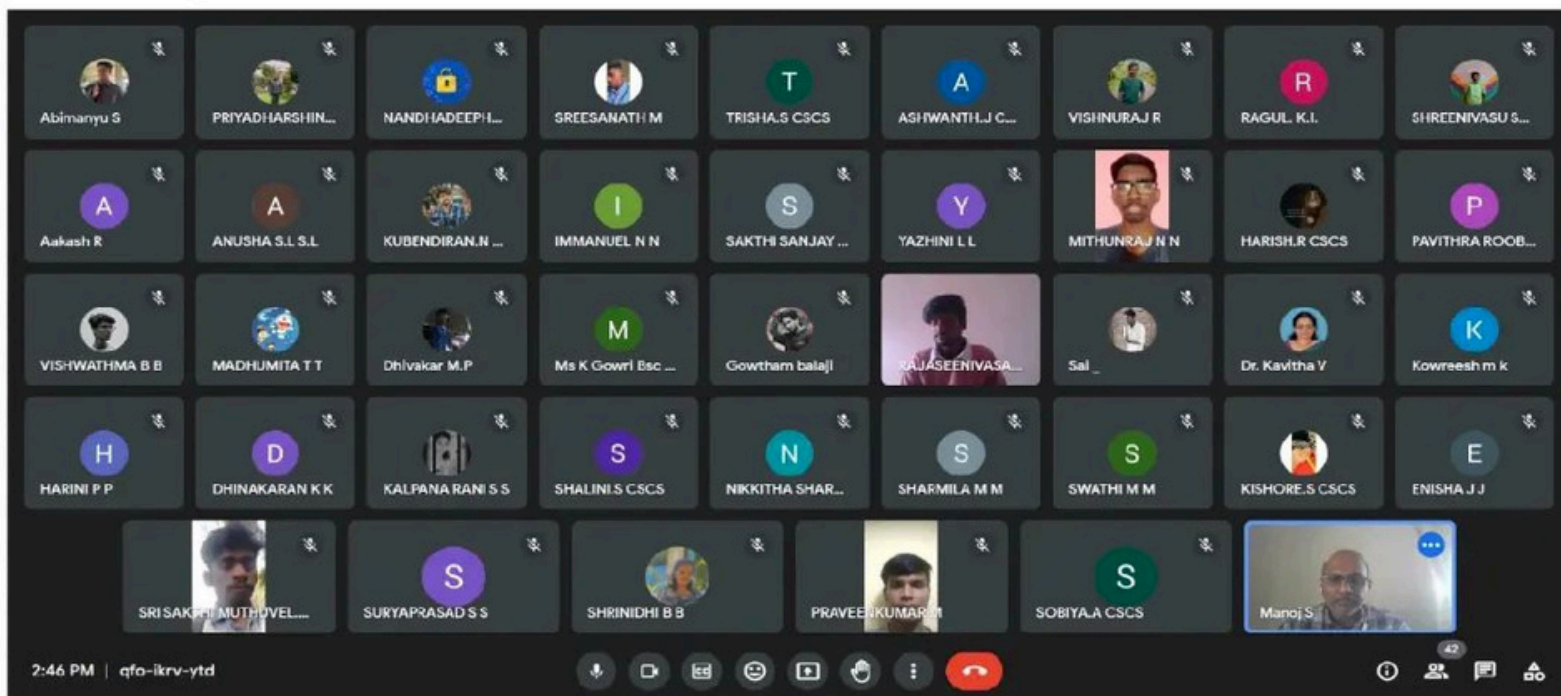 Abimanyu S
PRIYADHARSHIN...
NANDHADEEPH...
SREESANATH M
T
TRISHA.S CSCS
A
ASHWANTH.J C...
VISHNURAJ R
R
RAGUL. K.I.
SHREENIVASU S...
A
Aakash R
A
ANUSHA S.L S.L
KUBENDIRAN.N ...
I
IMMANUEL N N
S
SAKTHI SANJAY ...
Y
YAZHINI L L
MITHUNRAJ N N
HARISH.R CSCS
P
PAVITHRA ROOB...
VISHWATHMA B B
MADHUMITA T T
Dhivakar M.P
M
Ms K Gowri Bsc ...
Gowtham balaji
RAJASEENIVASA...
Sai _
Dr. Kavitha V
K
Kowreesh m k
H
HARINI P P
D
DHINAKARAN K K
KALPANA RANI S S
S
SHALINI.S CSCS
N
NIKKITHA SHAR...
S
SHARMILA M M
S
SWATHI M M
KISHORE.S CSCS
E
ENISHA J J
SRI SAKTHI MUTHUVEL....
S
SURYAPRASAD S S
SHRINIDHI B B
PRAVEENKUMAR M
S
SOBIYA.A CSCS
Manoj S
2:46 PM | qfo-ikrv-ytd
CC
42